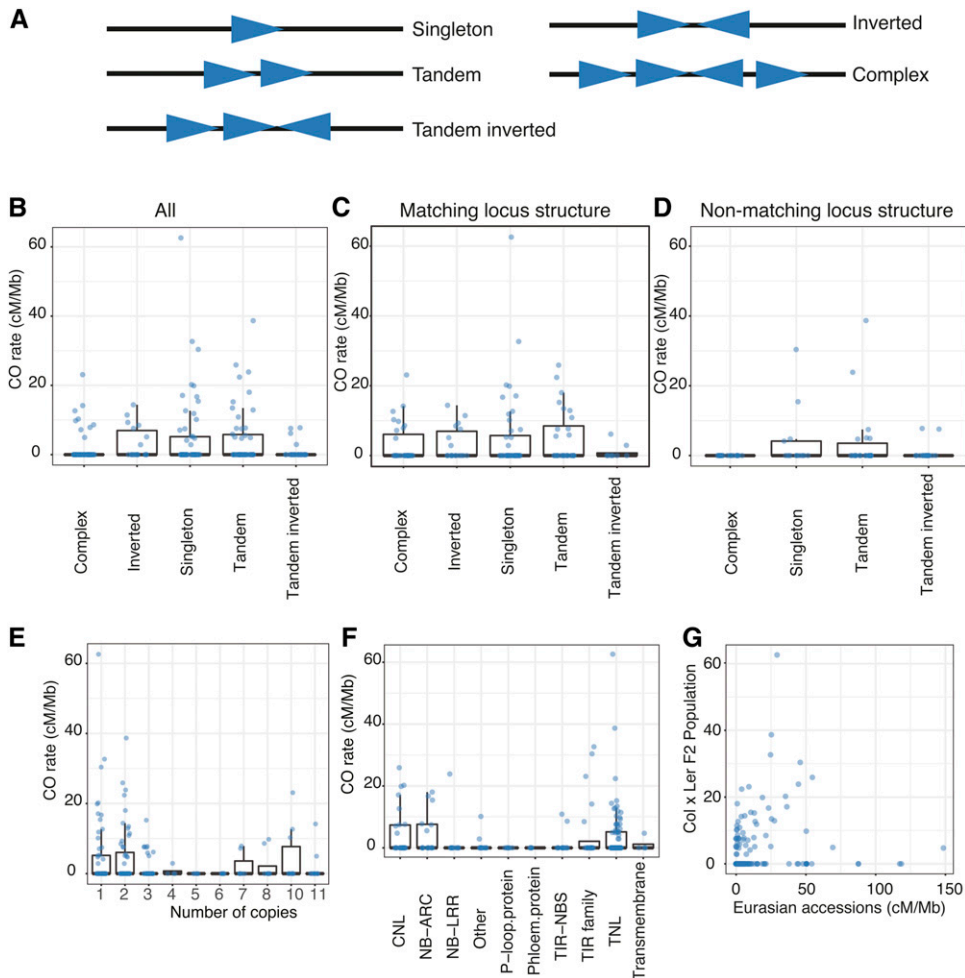 A
Singleton
Inverted
Tandem
Complex
Tandem inverted
B
All
C
Matching locus structure
D
Non-matching locus structure
CO rate (cM/Mb)
60
40
20
0
Complex
Inverted
Singleton
Tandem
Tandem inverted
CO rate (cM/Mb)
60
40
20
0
Complex
Inverted
Singleton
Tandem
Tandem inverted
CO rate (cM/Mb)
60
40
20
0
Complex
Singleton
Tandem
Tandem inverted
E
CO rate (cM/Mb)
60
40
20
0
1 2 3 4 5 6 7 8 10 11
Number of copies
F
CO rate (cM/Mb)
60
40
20
0
CNL
NB−ARC
NB−LRR
Other
P−loop.protein
Phloem.protein
TIR−NBS
TIR family
TNL
Transmembrane
G
Col x Ler F2 Population
60
40
20
0
0 50 100 150
Eurasian accessions (cM/Mb)